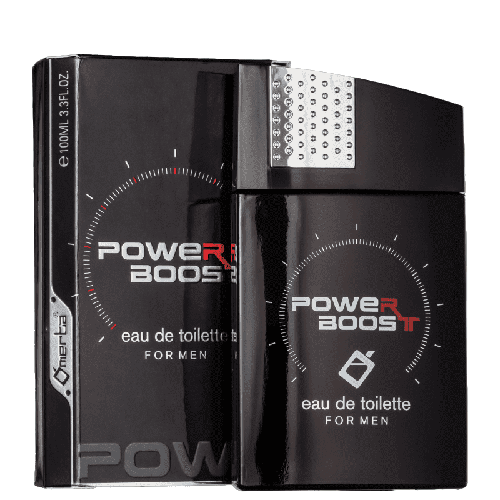 ℮100ML 3.3FL.OZ.
Omerta
POWER
BOOST
eau de toilette
FOR MEN
POWE
POWER
BOOST
eau de toilette
FOR MEN